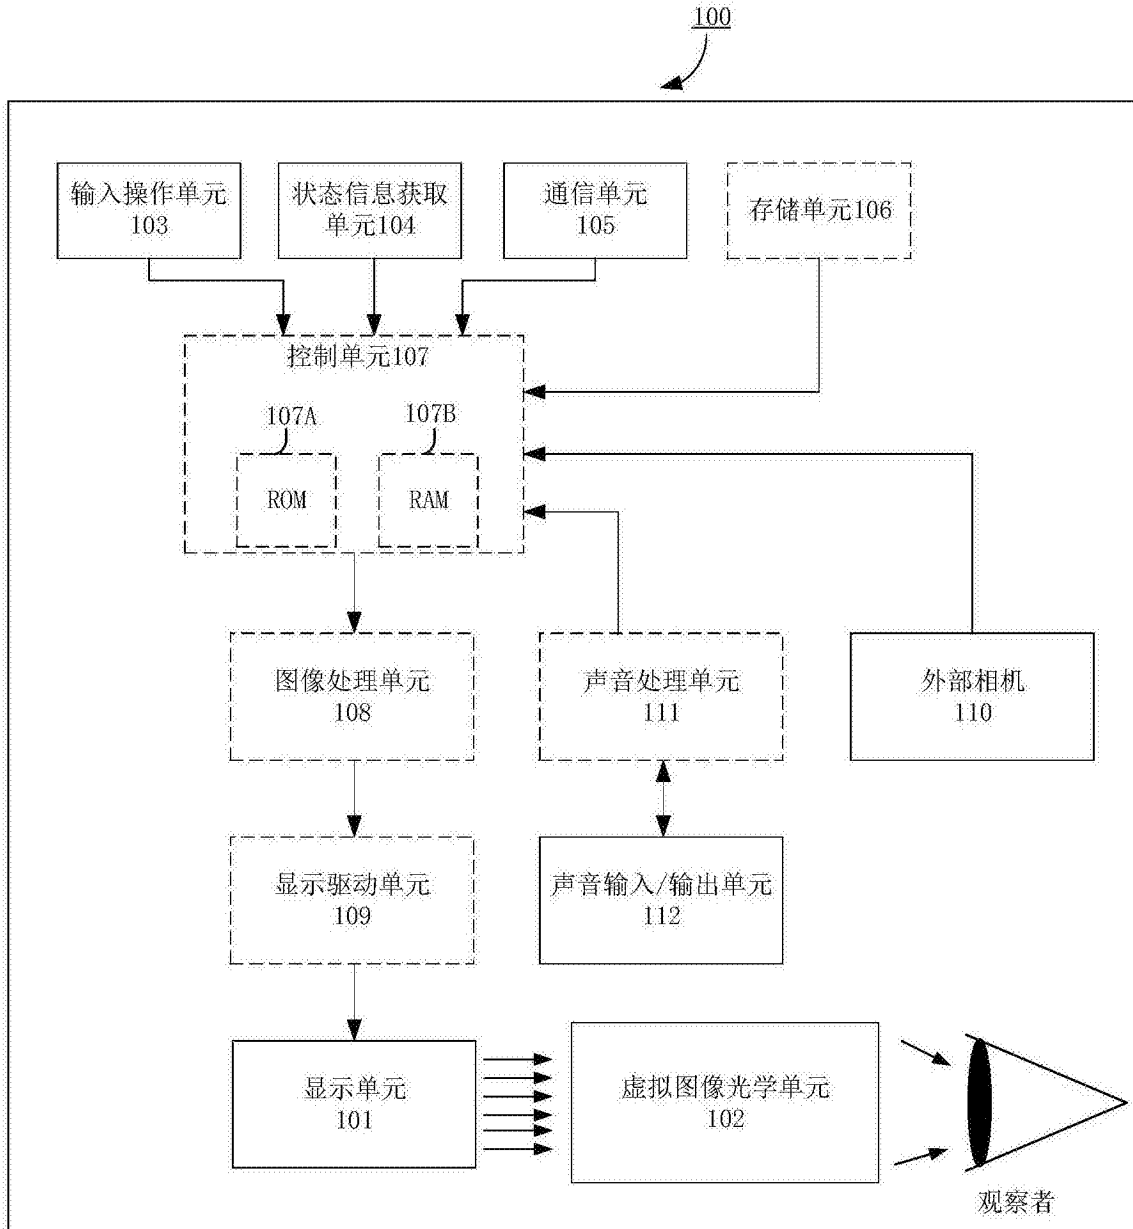 100
输入操作单元
103
状态信息获取
单元104
通信单元
105
存储单元106
控制单元107
107A
107B
ROM
RAM
图像处理单元
108
声音处理单元
111
外部相机
110
显示驱动单元
109
声音输入/输出单元
112
显示单元
101
虚拟图像光学单元
102
观察者